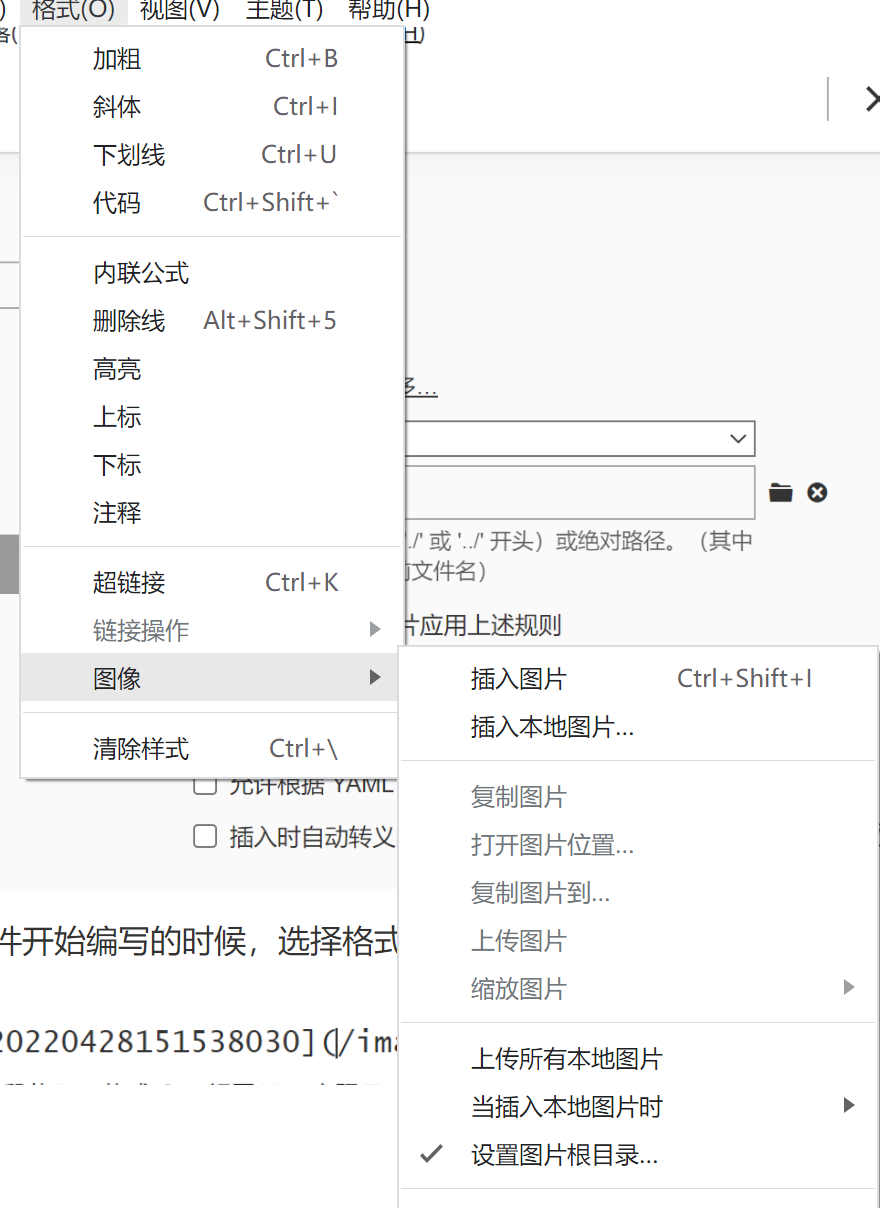 格式(O) 视图(V) 主题(T) 帮助(H)
加粗 Ctrl+B
斜体 Ctrl+I
下划线 Ctrl+U
代码 Ctrl+Shift+`
内联公式
删除线 Alt+Shift+5
高亮
上标
下标
注释
超链接 Ctrl+K
链接操作
图像
清除样式 Ctrl+\
多...
'./' 或 '../' 开头）或绝对路径。（其中
文件名）
片应用上述规则
插入图片 Ctrl+Shift+I
插入本地图片...
复制图片
打开图片位置...
复制图片到...
上传图片
缩放图片
上传所有本地图片
当插入本地图片时
设置图片根目录...
允许根据 YAML
插入时自动转义
件开始编写的时候，选择格式
20220428151538030](/ima